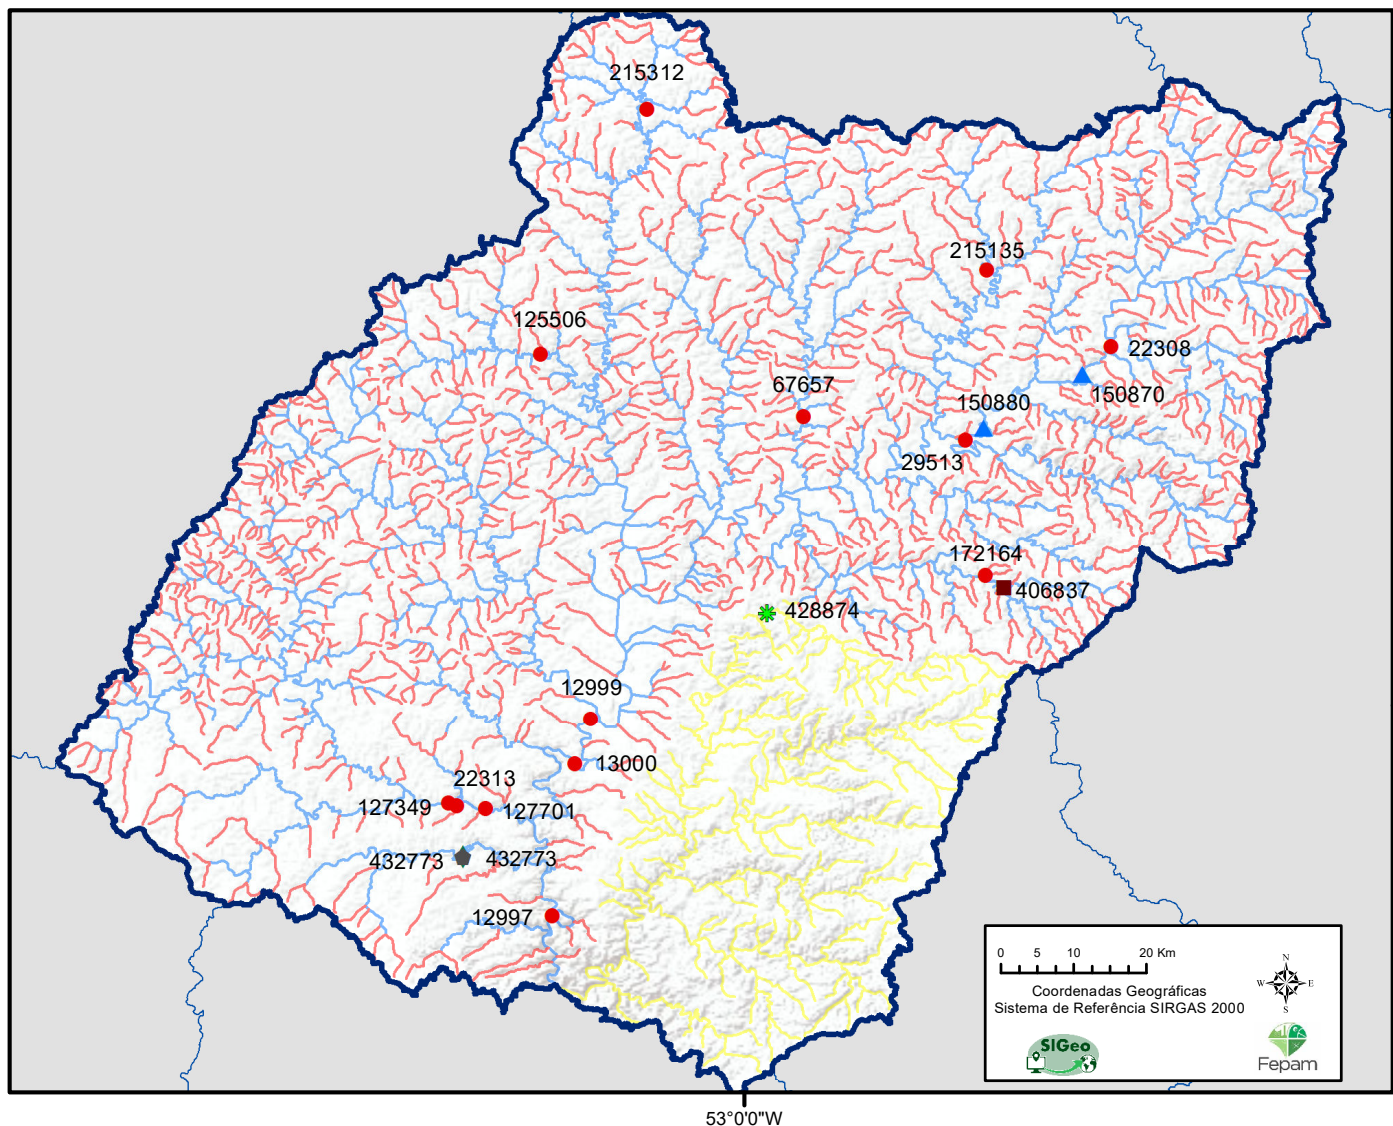 215312
215135
125506
22308
67657
150870
150880
29513
172164
406837
428874
12999
13000
22313
127349
127701
432773
432773
12997
0 5 10 20 Km
N
W E
S
Coordenadas Geográficas
Sistema de Referência SIRGAS 2000
SIGeo
Fepam
53°0'0"W